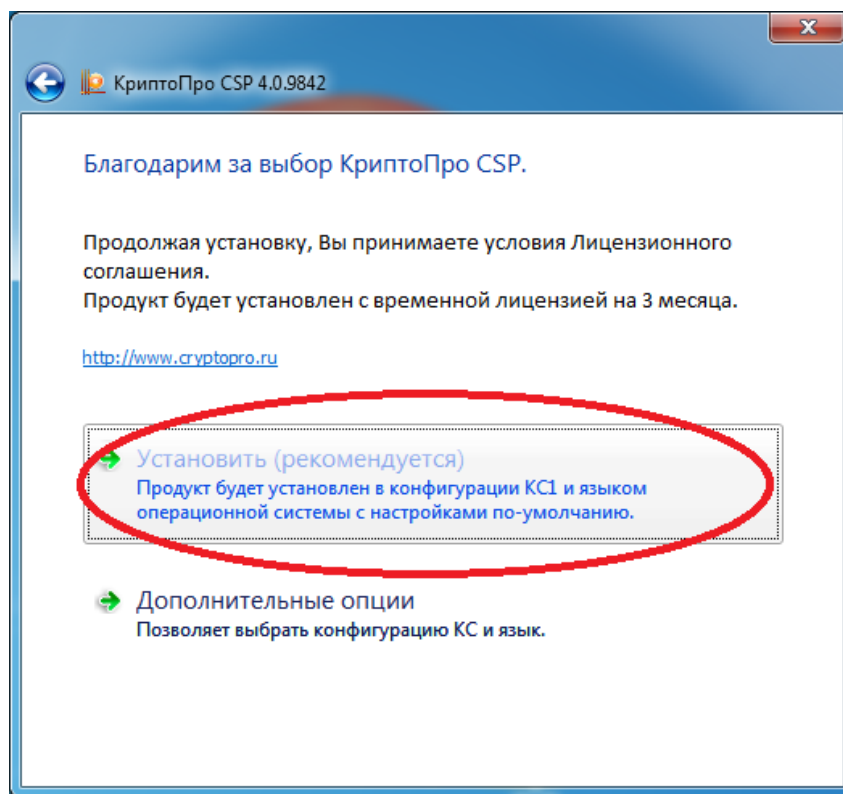 КриптоПро CSP 4.0.9842
Благодарим за выбор КриптоПро CSP.
Продолжая установку, Вы принимаете условия Лицензионного
соглашения.
Продукт будет установлен с временной лицензией на 3 месяца.
http://www.cryptopro.ru
Установить (рекомендуется)
Продукт будет установлен в конфигурации КС1 и языком
операционной системы с настройками по-умолчанию.
Дополнительные опции
Позволяет выбрать конфигурацию КС и язык.